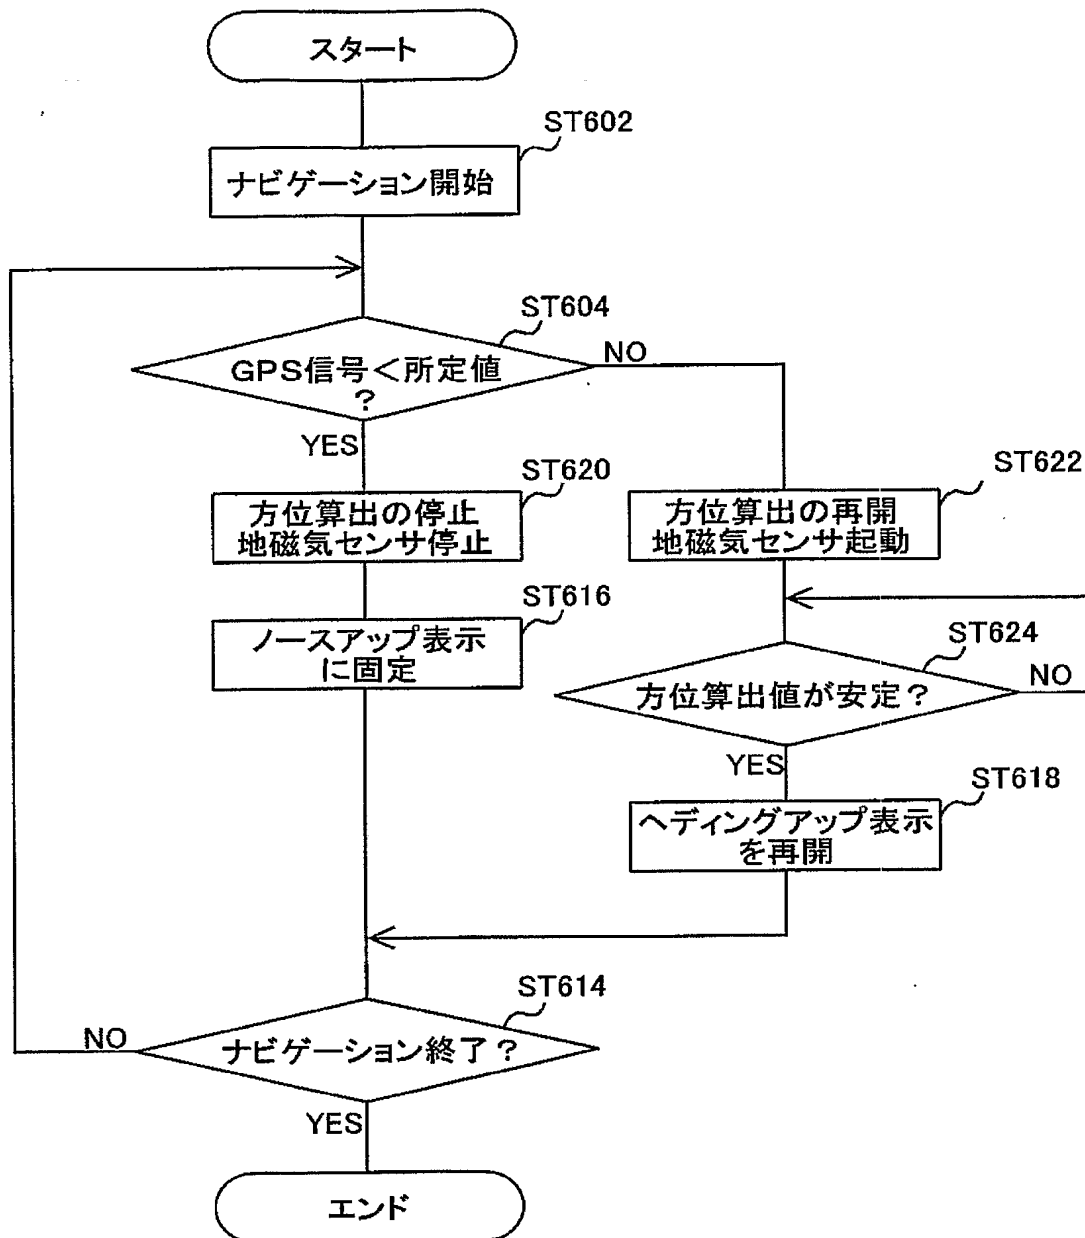 スタート
ST602
ナビゲーション開始
ST604
GPS信号<所定値
?
NO
YES
ST620
方位算出の停止
地磁気センサ停止
ST622
方位算出の再開
地磁気センサ起動
ST616
ノースアップ表示
に固定
ST624
方位算出値が安定?
NO
YES
ST618
ヘディングアップ表示
を再開
ST614
ナビゲーション終了?
NO
YES
エンド